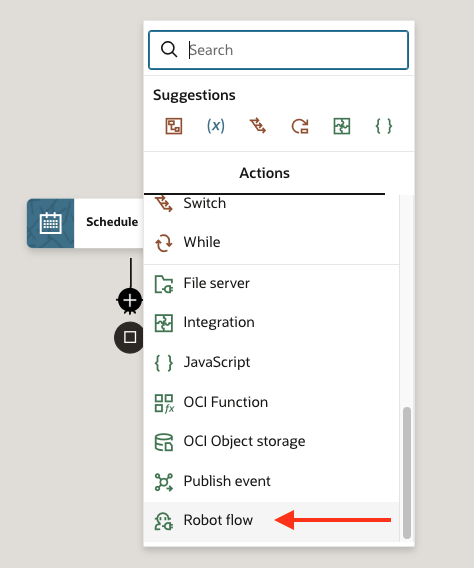 Search
Suggestions
(x)
{ }
Actions
Switch
Schedule
While
File server
Integration
{ } JavaScript
fx OCI Function
OCI Object storage
Publish event
Robot flow